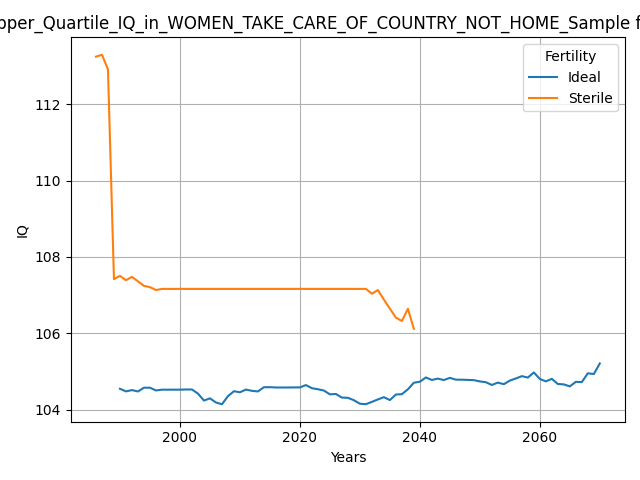 pper_Quartile_IQ_in_WOMEN_TAKE_CARE_OF_COUNTRY_NOT_HOME_Sample f
Fertility
Ideal
Sterile
IQ
112
110
108
106
104
2000
2020
2040
2060
Years